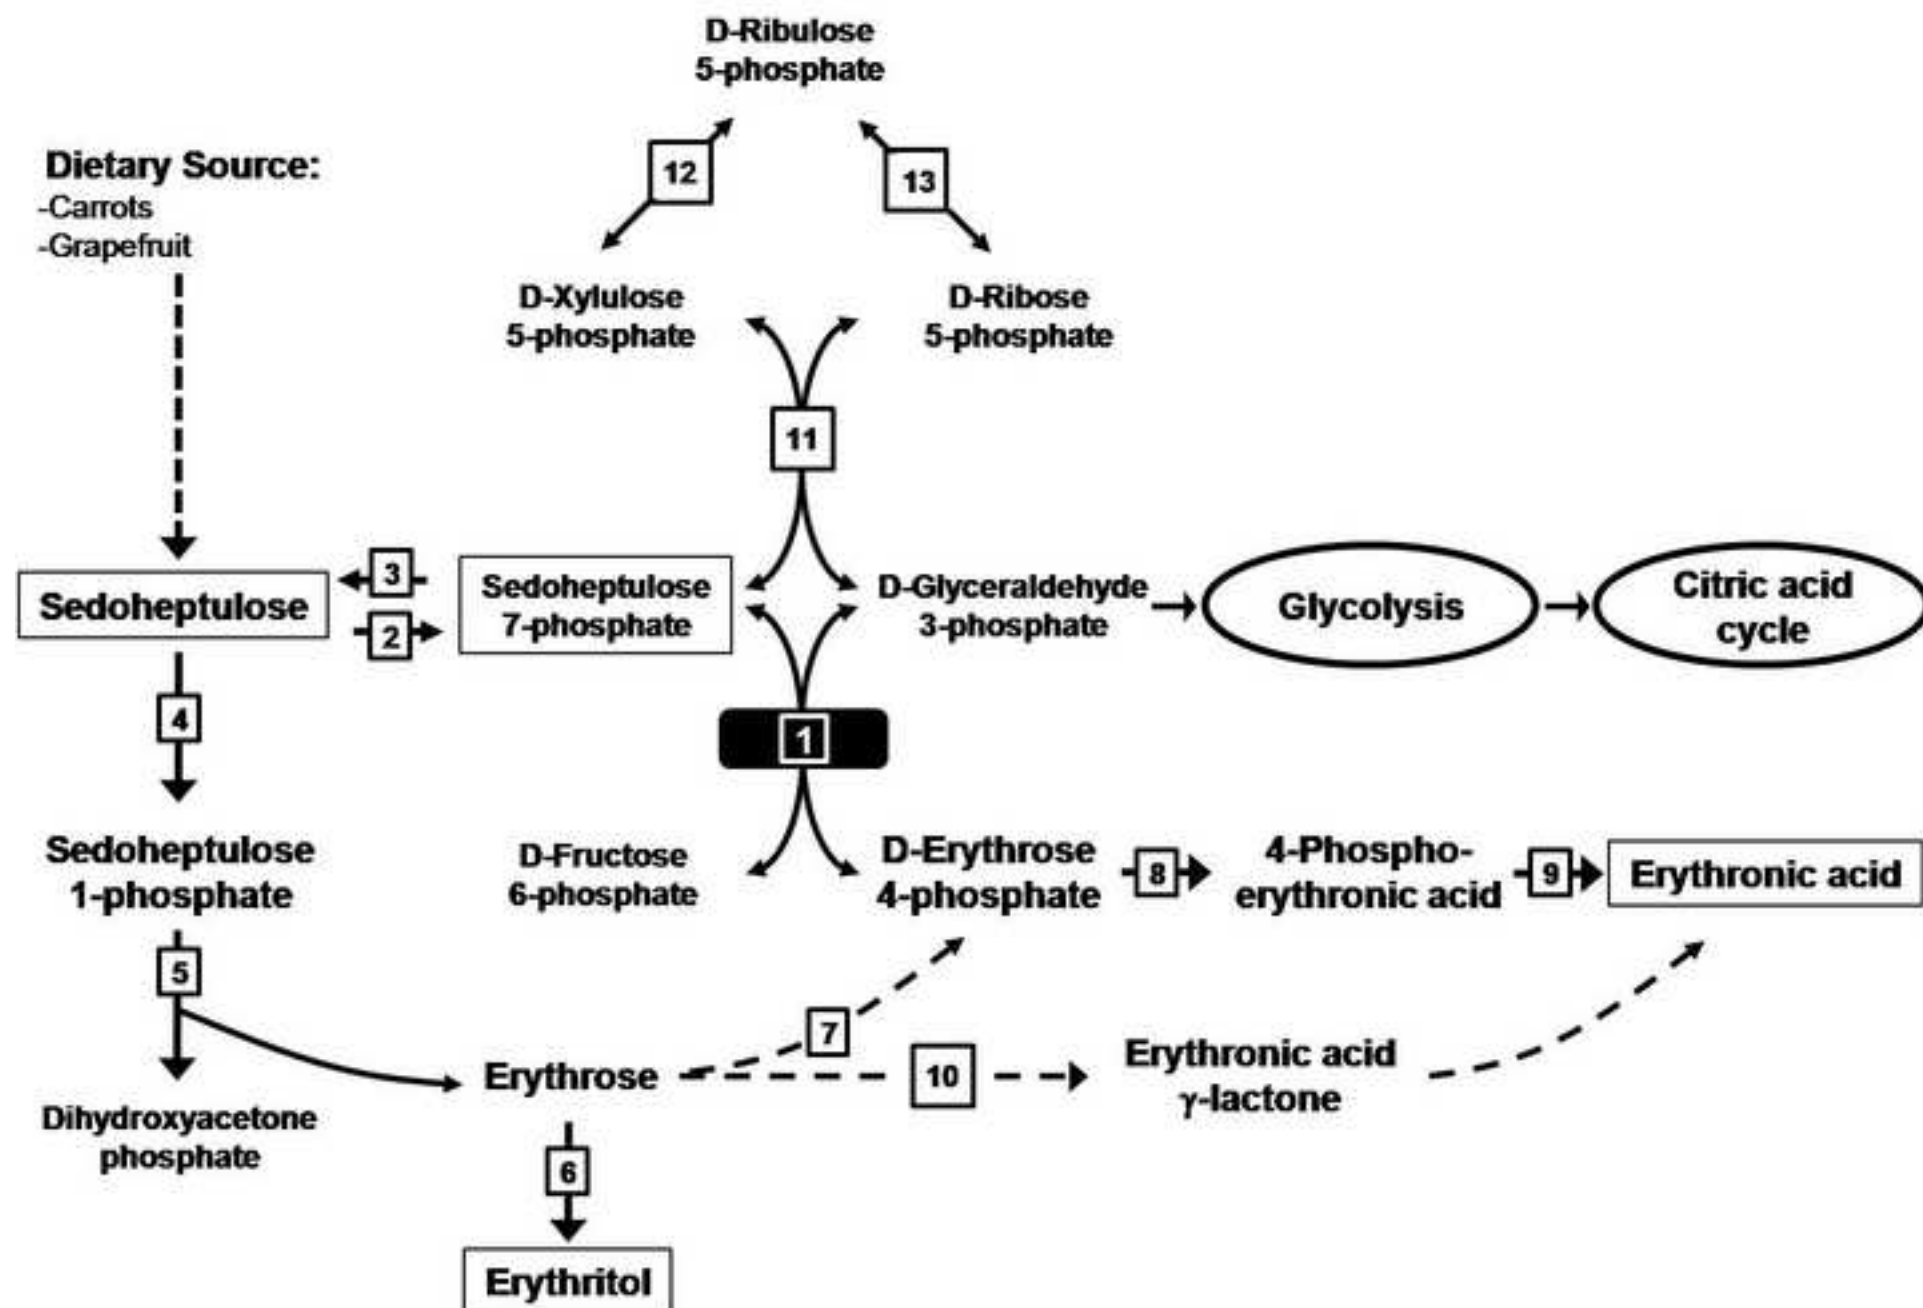 D-Ribulose
5-phosphate
Dietary Source:
-Carrots
-Grapefruit
12
13
D-Xylulose
5-phosphate
D-Ribose
5-phosphate
11
Sedoheptulose
3
2
Sedoheptulose
7-phosphate
D-Glyceraldehyde
3-phosphate
Glycolysis
Citric acid
cycle
4
1
Sedoheptulose
1-phosphate
D-Fructose
6-phosphate
D-Erythrose
4-phosphate
8
4-Phospho-
erythronic acid
9
Erythronic acid
5
7
Erythrose
10
Erythronic acid
γ-lactone
Dihydroxyacetone
phosphate
6
Erythritol